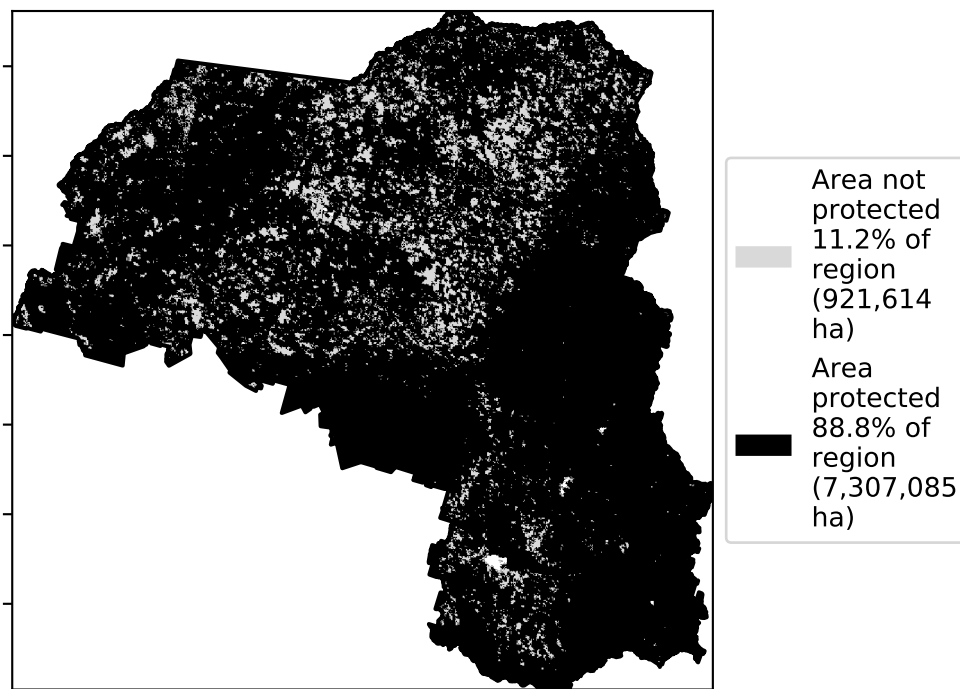 Area not
protected
11.2% of
region
(921,614
ha)
Area
protected
88.8% of
region
(7,307,085
ha)